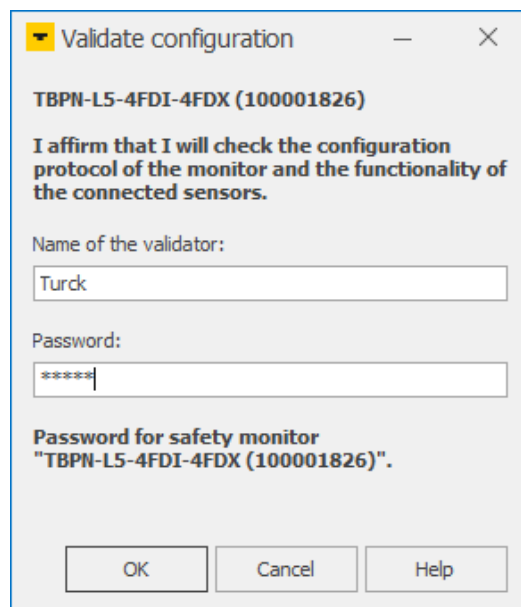 Validate configuration
TBPN-L5-4FDI-4FDX (100001826)
I affirm that I will check the configuration
protocol of the monitor and the functionality of
the connected sensors.
Name of the validator:
Turck
Password:
*****
Password for safety monitor
"TBPN-L5-4FDI-4FDX (100001826)".
OK Cancel Help